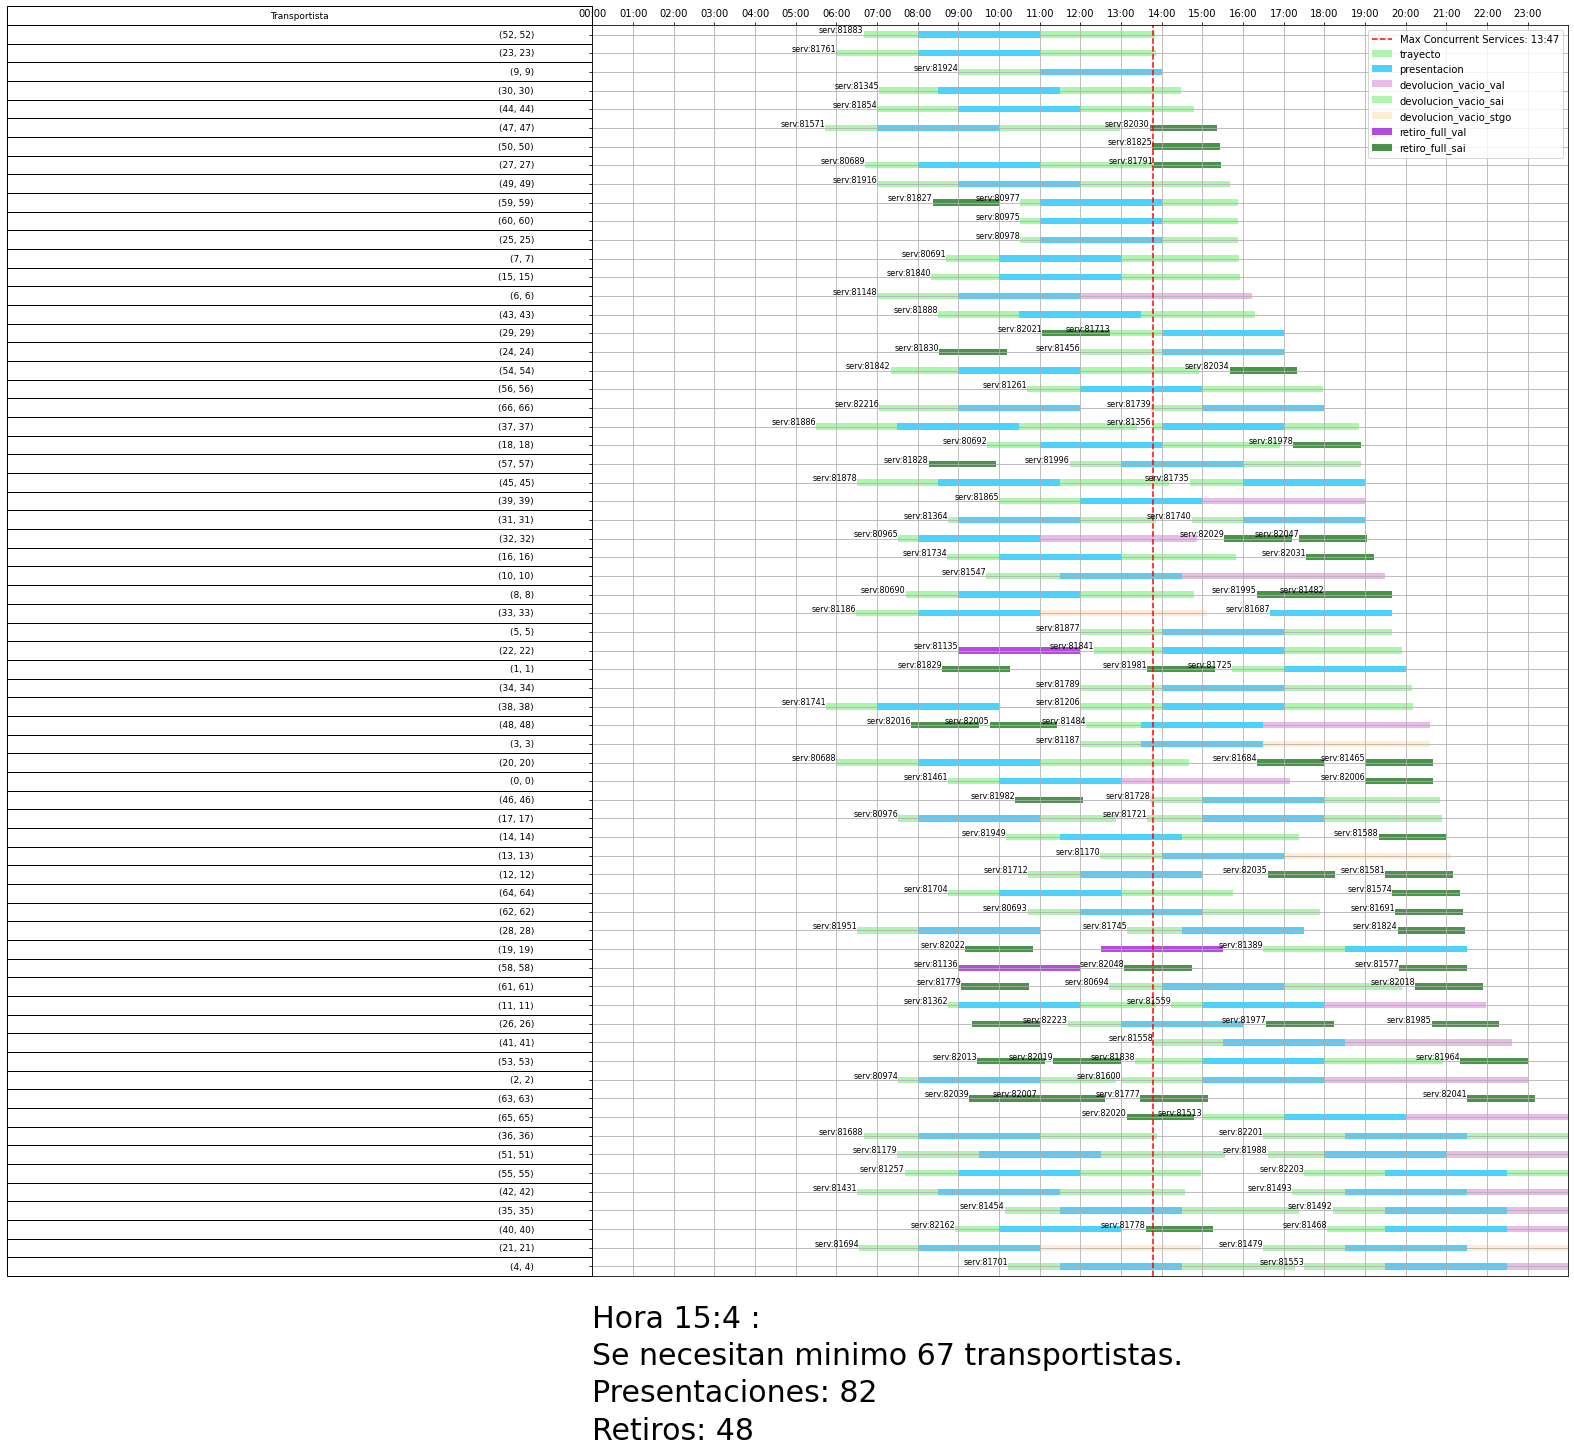 Transportista 00:00 01:00 02:00 03:00 04:00 05:00 06:00 07:00 08:00 09:00 10:00 11:00 12:00 13:00 14:00 15:00 16:00 17:00 18:00 19:00 20:00 21:00 22:00 23:00
Max Concurrent Services: 13:47
trayecto
presentacion
devolucion_vacio_val
devolucion_vacio_sai
devolucion_vacio_stgo
retiro_full_val
retiro_full_sai
(52, 52) serv:81883
(23, 23) serv:81761
(9, 9) serv:81924
(30, 30) serv:81345
(44, 44) serv:81854
(47, 47) serv:81571 serv:82030
(50, 50) serv:81825
(27, 27) serv:80689 serv:81791
(49, 49) serv:81916
(59, 59) serv:81827 serv:80977
(60, 60) serv:80975
(25, 25) serv:80978
(7, 7) serv:80691
(15, 15) serv:81840
(6, 6) serv:81148
(43, 43) serv:81888
(29, 29) serv:82021 serv:81713
(24, 24) serv:81830 serv:81456
(54, 54) serv:81842 serv:82034
(56, 56) serv:81261
(66, 66) serv:82216 serv:81739
(37, 37) serv:81886 serv:81356
(18, 18) serv:80692 serv:81978
(57, 57) serv:81828 serv:81996
(45, 45) serv:81878 serv:81735
(39, 39) serv:81865
(31, 31) serv:81364 serv:81740
(32, 32) serv:80965 serv:82029 serv:82047
(16, 16) serv:81734 serv:82031
(10, 10) serv:81547
(8, 8) serv:80690 serv:81995 serv:81482
(33, 33) serv:81186 serv:81687
(5, 5) serv:81877
(22, 22) serv:81135 serv:81841
(1, 1) serv:81829 serv:81981 serv:81725
(34, 34) serv:81789
(38, 38) serv:81741 serv:81206
(48, 48) serv:82016 serv:82005 serv:81484
(3, 3) serv:81187
(20, 20) serv:80688 serv:81684 serv:81465
(0, 0) serv:81461 serv:82006
(46, 46) serv:81982 serv:81728
(17, 17) serv:80976 serv:81721
(14, 14) serv:81949 serv:81588
(13, 13) serv:81170
(12, 12) serv:81712 serv:82035 serv:81581
(64, 64) serv:81704 serv:81574
(62, 62) serv:80693 serv:81691
(28, 28) serv:81951 serv:81745 serv:81824
(19, 19) serv:82022 serv:81389
(58, 58) serv:81136 serv:82048 serv:81577
(61, 61) serv:81779 serv:80694 serv:82018
(11, 11) serv:81362 serv:81559
(26, 26) serv:82223 serv:81977 serv:81985
(41, 41) serv:81558
(53, 53) serv:82013 serv:82019 serv:81838 serv:81964
(2, 2) serv:80974 serv:81600
(63, 63) serv:82039 serv:82007 serv:81777 serv:82041
(65, 65) serv:82020 serv:81513
(36, 36) serv:81688 serv:82201
(51, 51) serv:81179 serv:81988
(55, 55) serv:81257 serv:82203
(42, 42) serv:81431 serv:81493
(35, 35) serv:81454 serv:81492
(40, 40) serv:82162 serv:81778 serv:81468
(21, 21) serv:81694 serv:81479
(4, 4) serv:81701 serv:81553
Hora 15:4 :
Se necesitan minimo 67 transportistas.
Presentaciones: 82
Retiros: 48